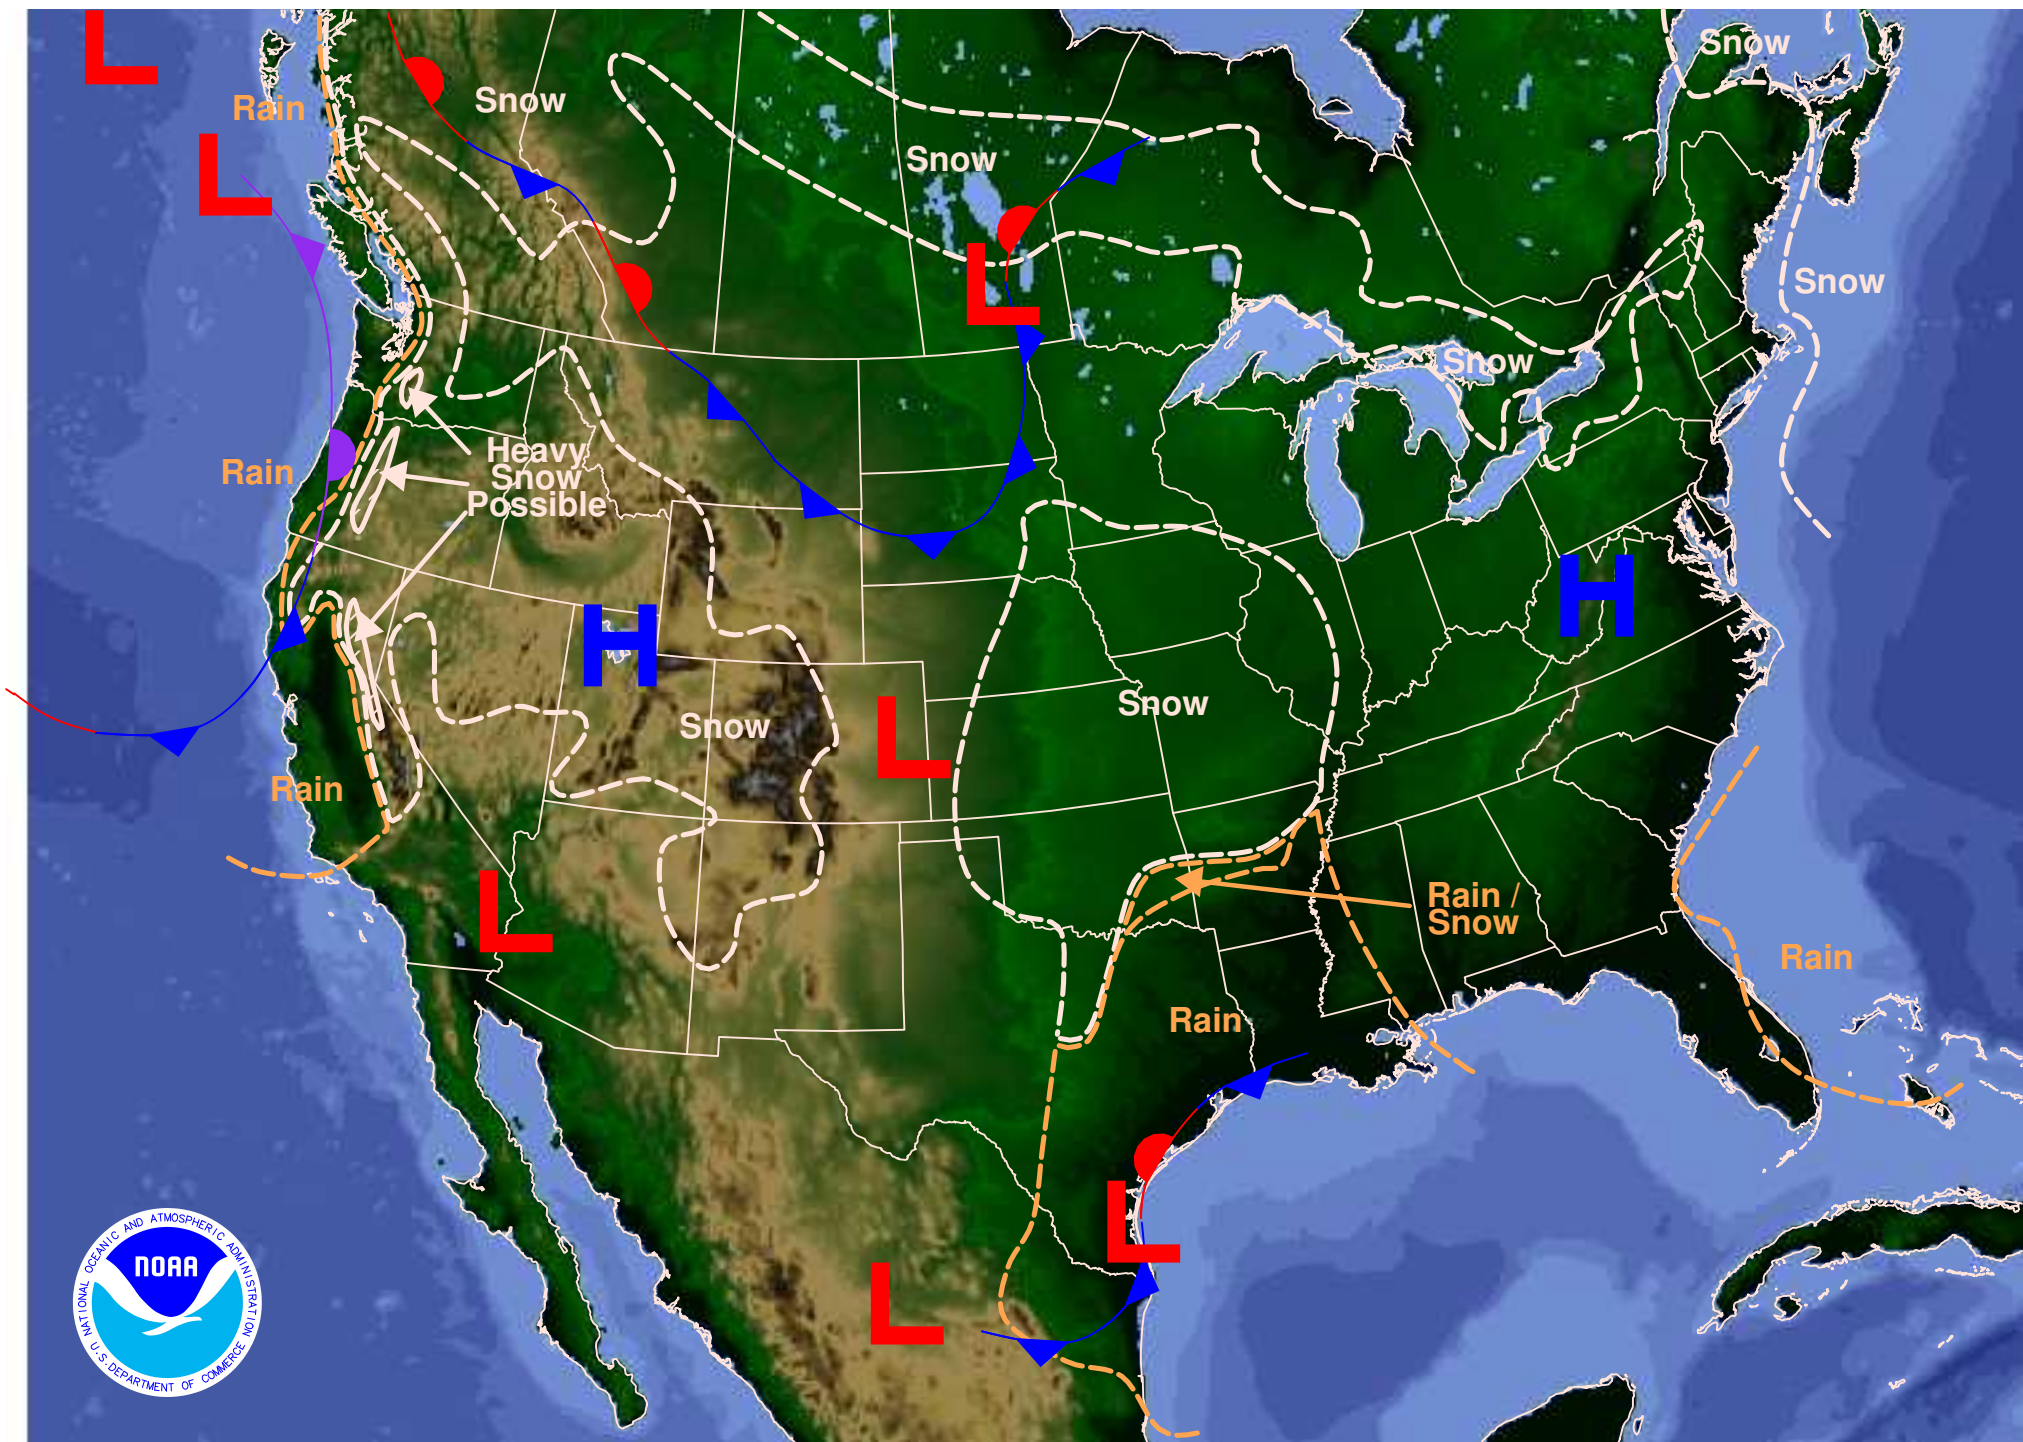 L
Snow
Snow
Rain
L
Snow
L
Snow
Snow
Heavy
Snow
Possible
Rain
H
H
L
Snow
Snow
Rain
L
Rain /
Snow
Rain
Rain
L
L
NOAA
NATIONAL OCEANIC AND ATMOSPHERIC ADMINISTRATION
U.S. DEPARTMENT OF COMMERCE